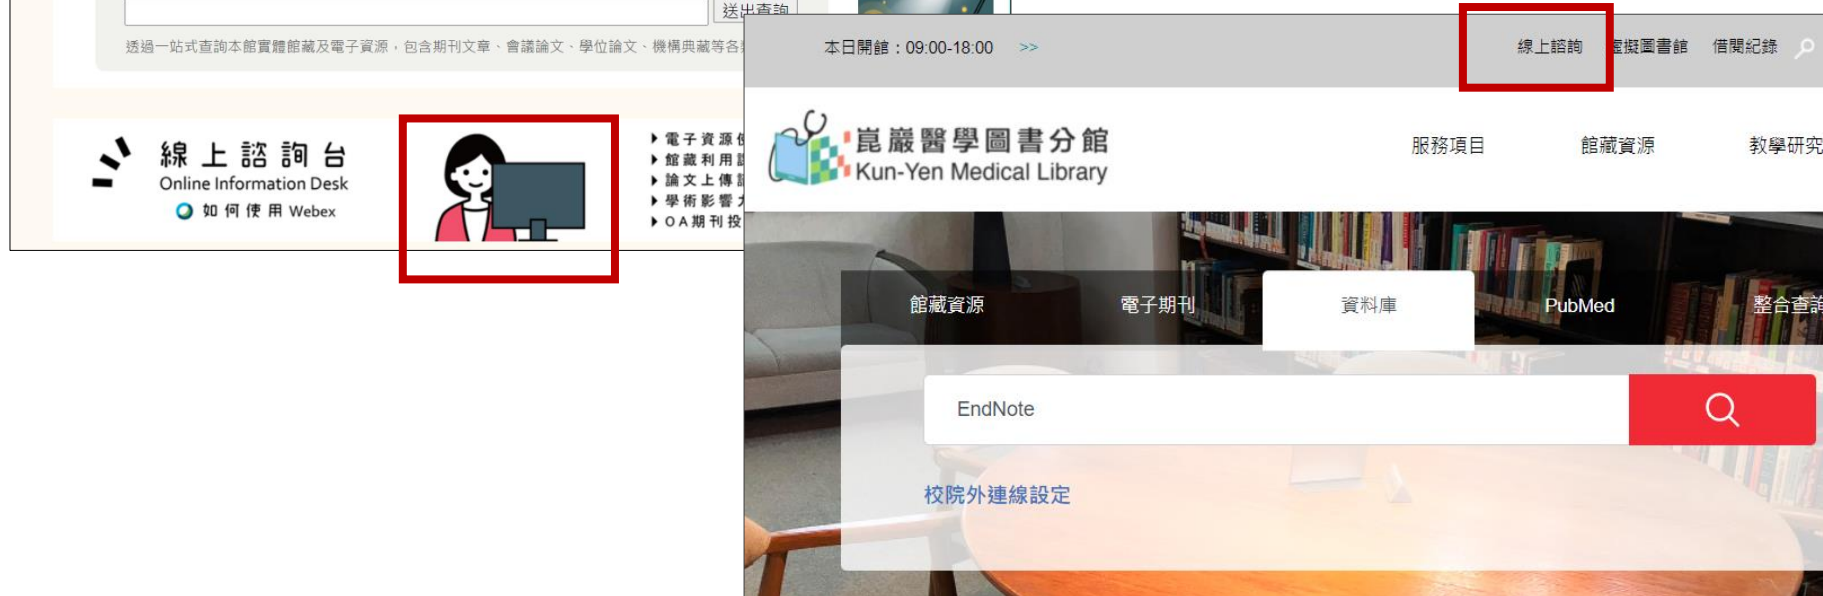 送出查詢
透過一站式查詢本館實體館藏及電子資源，包含期刊文章、會議論文、學位論文、機構典藏等各
線上諮詢台
Online Information Desk
如何使用 Webex
電子資源
館藏利用
論文上傳
學術影響力
OA期刊投
本日開館：09:00-18:00 >>
線上諮詢 虛擬圖書館 借閱紀錄
崑巖醫學圖書分館
Kun-Yen Medical Library
服務項目 館藏資源 教學研究
館藏資源 電子期刊 資料庫 PubMed 整合查詢
EndNote
校院外連線設定